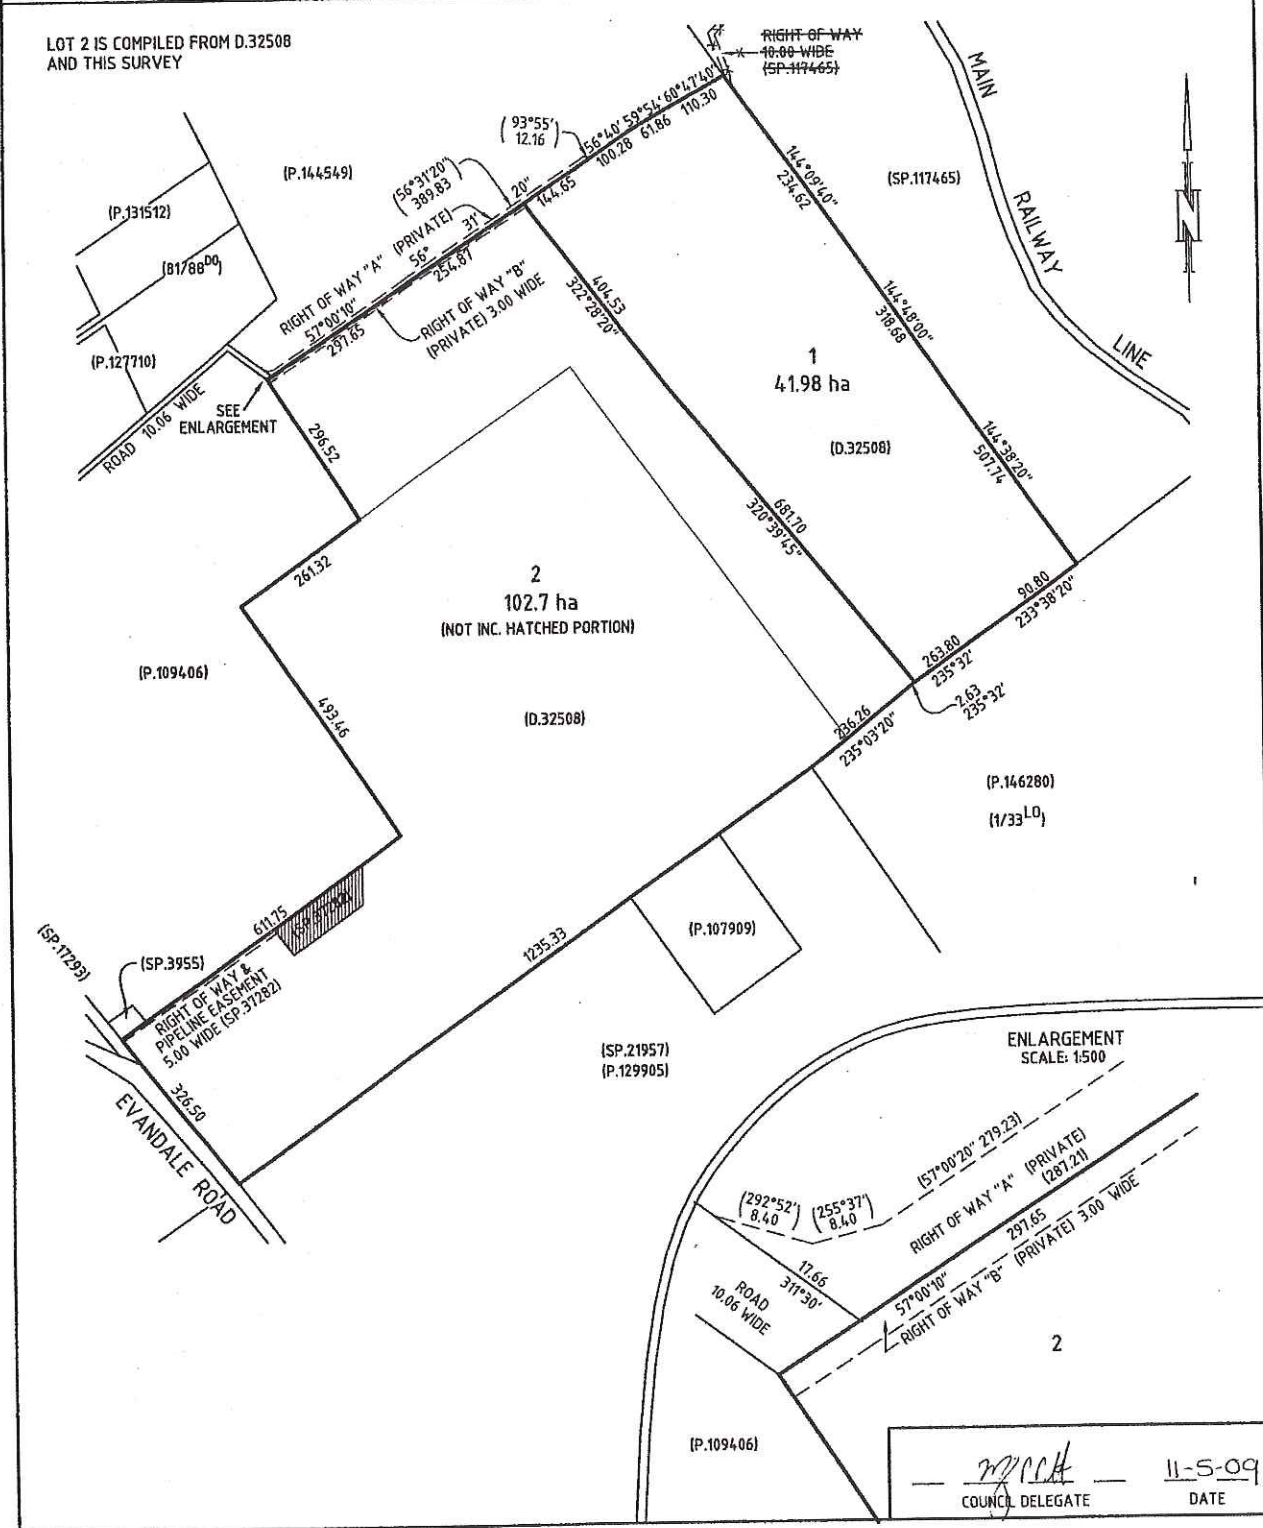 LOT 2 IS COMPILED FROM D.32508
AND THIS SURVEY
RIGHT OF WAY
10.00 WIDE
(SP.117465)
MAIN
RAILWAY
LINE
(93°55'
12.16)
56°40' 59°54' 60°47'40"
100.28 61.86 110.30
(56°31'20"
389.83)
20"
144.65
(P.144549)
(SP.117465)
(P.131512)
(81/88DO)
(P.127710)
RIGHT OF WAY "A" (PRIVATE)
57°00'10" 56° 31'
297.65 254.87
RIGHT OF WAY "B"
(PRIVATE) 3.00 WIDE
144°09'40"
234.62
404.53
322°28'20"
144°48'00"
318.68
1
41.98 ha
(D.32508)
SEE
ENLARGEMENT
ROAD 10.06 WIDE
296.52
144°38'20"
507.74
681.70
320°39'45"
261.32
2
102.7 ha
(NOT INC. HATCHED PORTION)
90.80
233°38'20"
263.80
235°32'
2.63
235°32'
(P.109406)
493.46
(D.32508)
236.26
235°03'20"
(P.146280)
(1/33LO)
611.75
(SP.37282)
1235.33
(P.107909)
(SP.17293)
(SP.3955)
RIGHT OF WAY &
PIPELINE EASEMENT
5.00 WIDE (SP.37282)
(SP.21957)
(P.129905)
326.50
EVANDALE ROAD
ENLARGEMENT
SCALE: 1:500
(57°00'20" 279.23)
(292°52'
8.40)
(255°37'
8.40)
RIGHT OF WAY "A" (PRIVATE)
(287.21)
17.66
311°30'
297.65
57°00'10"
RIGHT OF WAY "B" (PRIVATE) 3.00 WIDE
ROAD
10.06 WIDE
2
(P.109406)
11-5-09
COUNCIL DELEGATE DATE